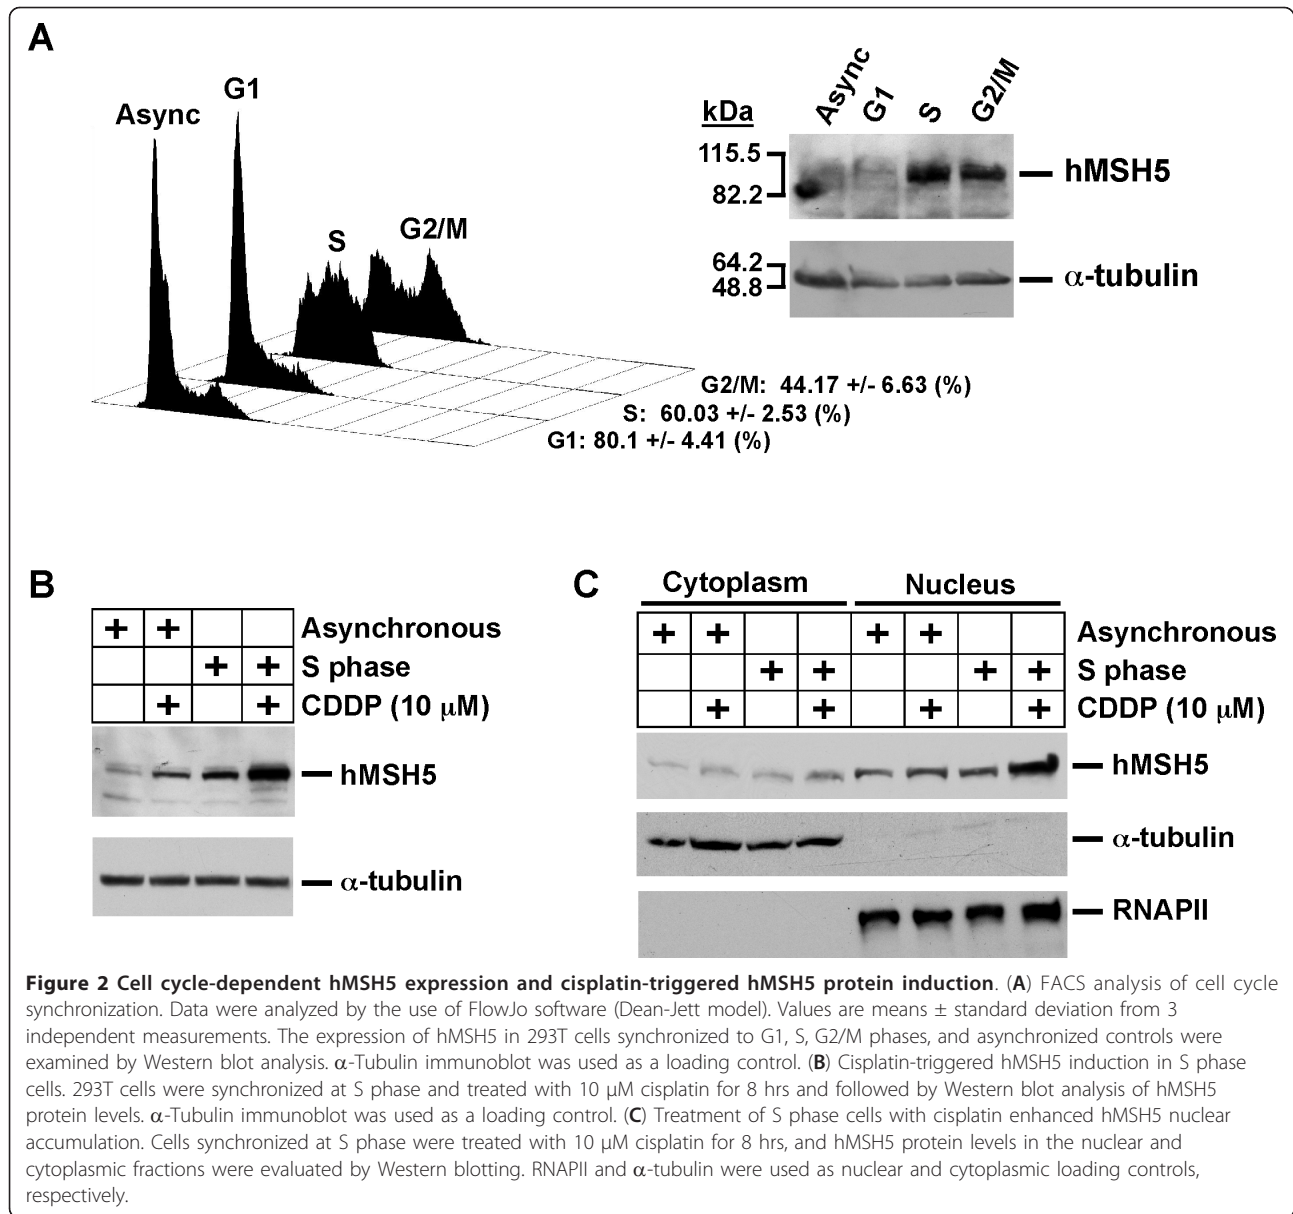 A
Async
G1
S
G2/M
G2/M: 44.17 +/- 6.63 (%)
S: 60.03 +/- 2.53 (%)
G1: 80.1 +/- 4.41 (%)
kDa
Async
G1
S
G2/M
115.5
82.2
hMSH5
64.2
48.8
α-tubulin
B
+ + Asynchronous
+ + S phase
+ + CDDP (10 μM)
hMSH5
α-tubulin
C
Cytoplasm Nucleus
+ + + + Asynchronous
+ + + + S phase
+ + + + CDDP (10 μM)
hMSH5
α-tubulin
RNAPII
Figure 2 Cell cycle-dependent hMSH5 expression and cisplatin-triggered hMSH5 protein induction. (A) FACS analysis of cell cycle
synchronization. Data were analyzed by the use of FlowJo software (Dean-Jett model). Values are means ± standard deviation from 3
independent measurements. The expression of hMSH5 in 293T cells synchronized to G1, S, G2/M phases, and asynchronized controls were
examined by Western blot analysis. α-Tubulin immunoblot was used as a loading control. (B) Cisplatin-triggered hMSH5 induction in S phase
cells. 293T cells were synchronized at S phase and treated with 10 μM cisplatin for 8 hrs and followed by Western blot analysis of hMSH5
protein levels. α-Tubulin immunoblot was used as a loading control. (C) Treatment of S phase cells with cisplatin enhanced hMSH5 nuclear
accumulation. Cells synchronized at S phase were treated with 10 μM cisplatin for 8 hrs, and hMSH5 protein levels in the nuclear and
cytoplasmic fractions were evaluated by Western blotting. RNAPII and α-tubulin were used as nuclear and cytoplasmic loading controls,
respectively.